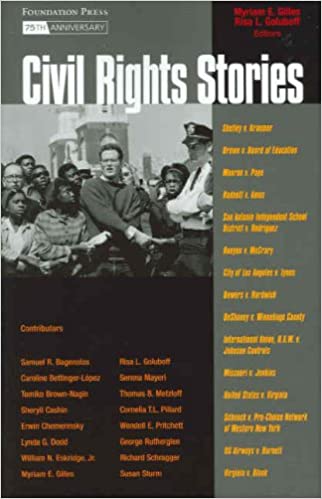 FOUNDATION PRESS
75TH ANNIVERSARY
Myriam E. Gilles
Risa L. Goluboff
Editors
Civil Rights Stories
Shelley v. Kraemer
Brown v. Board of Education
Monroe v. Pape
Hadnott v. Amos
San Antonio Independent School
District v. Rodriguez
Runyon v. McCrary
City of Los Angeles v. Lyons
Bowers v. Hardwick
DeShaney v. Winnebago County
International Union, U.A.W. v.
Johnson Controls
Missouri v. Jenkins
United States v. Virginia
Schenck v. Pro-Choice Network
of Western New York
US Airways v. Barnett
Virginia v. Black
Contributors
Samuel R. Bagenstos
Caroline Bettinger-López
Tomiko Brown-Nagin
Sheryll Cashin
Erwin Chemerinsky
Lynda G. Dodd
William N. Eskridge, Jr.
Myriam E. Gilles
Risa L. Goluboff
Serena Mayeri
Thomas B. Metzloff
Cornelia T.L. Pillard
Wendell E. Pritchett
George Rutherglen
Richard Schragger
Susan Sturm